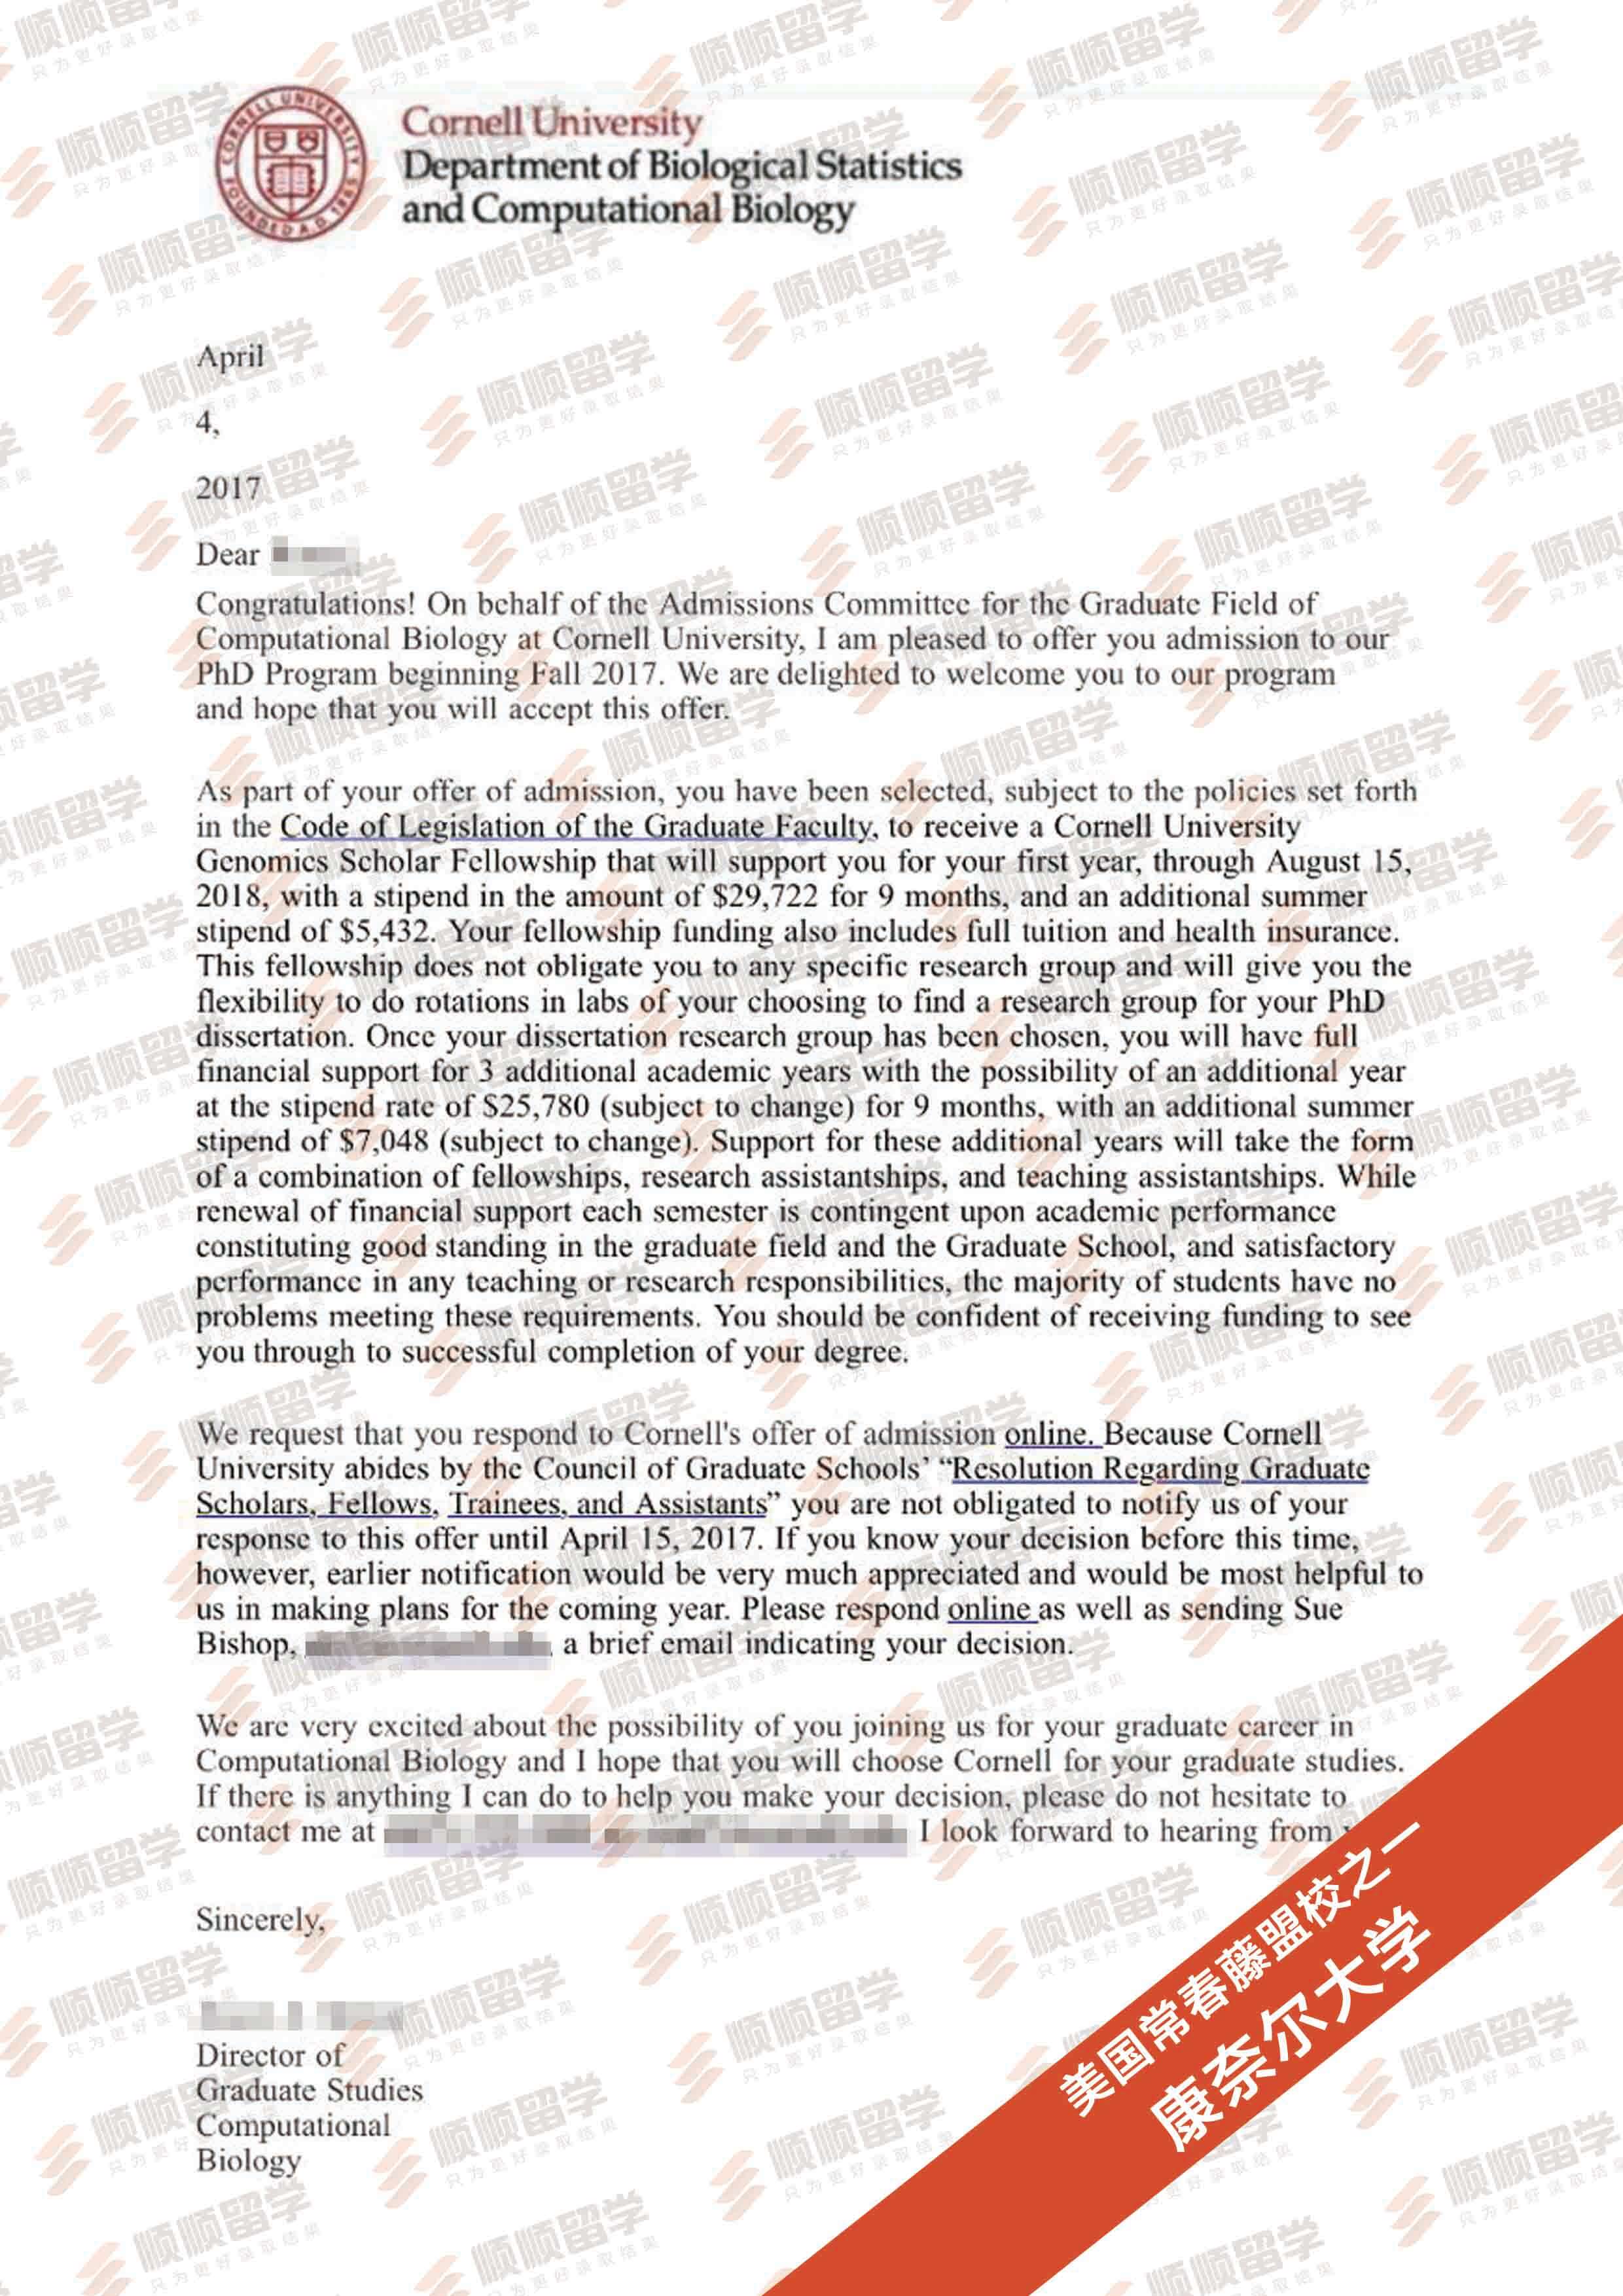 CORNELL UNIVERSITY
FOUNDED A.D. 1865
Cornell University
Department of Biological Statistics
and Computational Biology
April
4,
2017
Dear
Congratulations! On behalf of the Admissions Committee for the Graduate Field of
Computational Biology at Cornell University, I am pleased to offer you admission to our
PhD Program beginning Fall 2017. We are delighted to welcome you to our program
and hope that you will accept this offer.
As part of your offer of admission, you have been selected, subject to the policies set forth
in the Code of Legislation of the Graduate Faculty, to receive a Cornell University
Genomics Scholar Fellowship that will support you for your first year, through August 15,
2018, with a stipend in the amount of $29,722 for 9 months, and an additional summer
stipend of $5,432. Your fellowship funding also includes full tuition and health insurance.
This fellowship does not obligate you to any specific research group and will give you the
flexibility to do rotations in labs of your choosing to find a research group for your PhD
dissertation. Once your dissertation research group has been chosen, you will have full
financial support for 3 additional academic years with the possibility of an additional year
at the stipend rate of $25,780 (subject to change) for 9 months, with an additional summer
stipend of $7,048 (subject to change). Support for these additional years will take the form
of a combination of fellowships, research assistantships, and teaching assistantships. While
renewal of financial support each semester is contingent upon academic performance
constituting good standing in the graduate field and the Graduate School, and satisfactory
performance in any teaching or research responsibilities, the majority of students have no
problems meeting these requirements. You should be confident of receiving funding to see
you through to successful completion of your degree.
We request that you respond to Cornell's offer of admission online. Because Cornell
University abides by the Council of Graduate Schools’ “Resolution Regarding Graduate
Scholars, Fellows, Trainees, and Assistants” you are not obligated to notify us of your
response to this offer until April 15, 2017. If you know your decision before this time,
however, earlier notification would be very much appreciated and would be most helpful to
us in making plans for the coming year. Please respond online as well as sending Sue
Bishop, a brief email indicating your decision.
We are very excited about the possibility of you joining us for your graduate career in
Computational Biology and I hope that you will choose Cornell for your graduate studies.
If there is anything I can do to help you make your decision, please do not hesitate to
contact me at I look forward to hearing from
Sincerely,
Director of
Graduate Studies
Computational
Biology
美国常春藤盟校之一
康奈尔大学
顺顺留学
只为更好录取结果